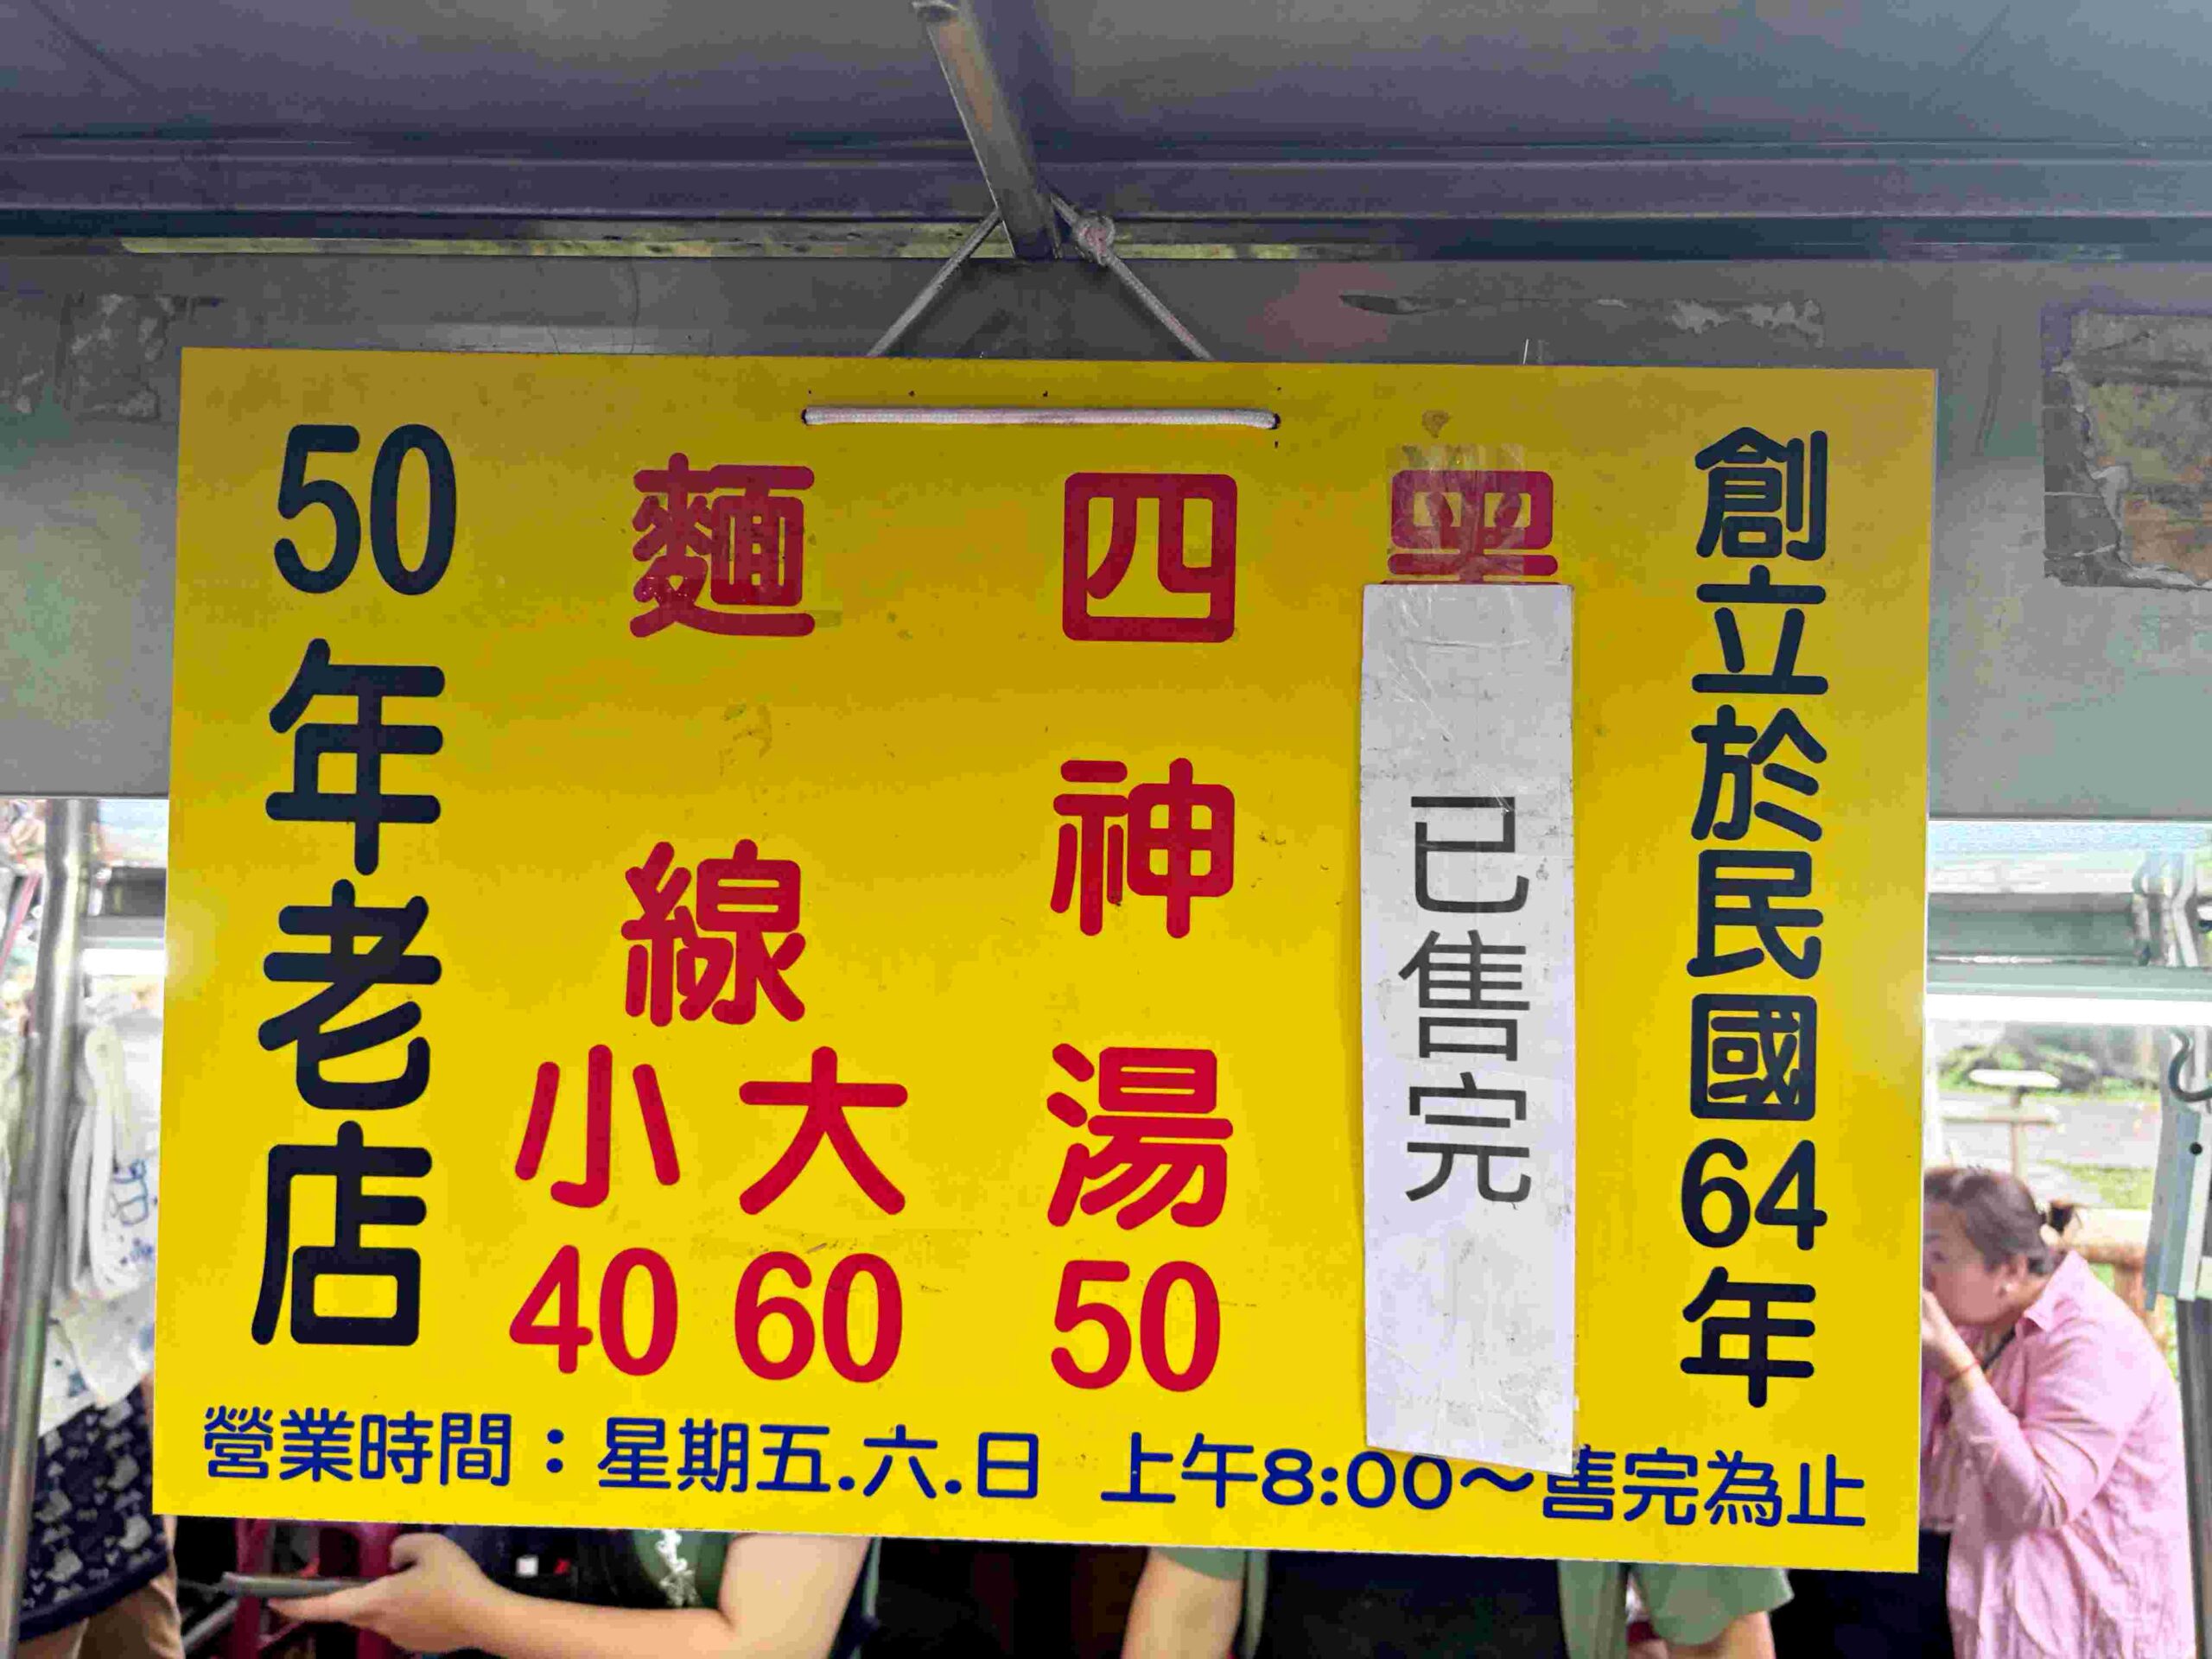 創立於民國64年
已售完
四神湯50
麵線
小 大
40 60
50年老店
營業時間：星期五.六.日 上午8:00～售完為止